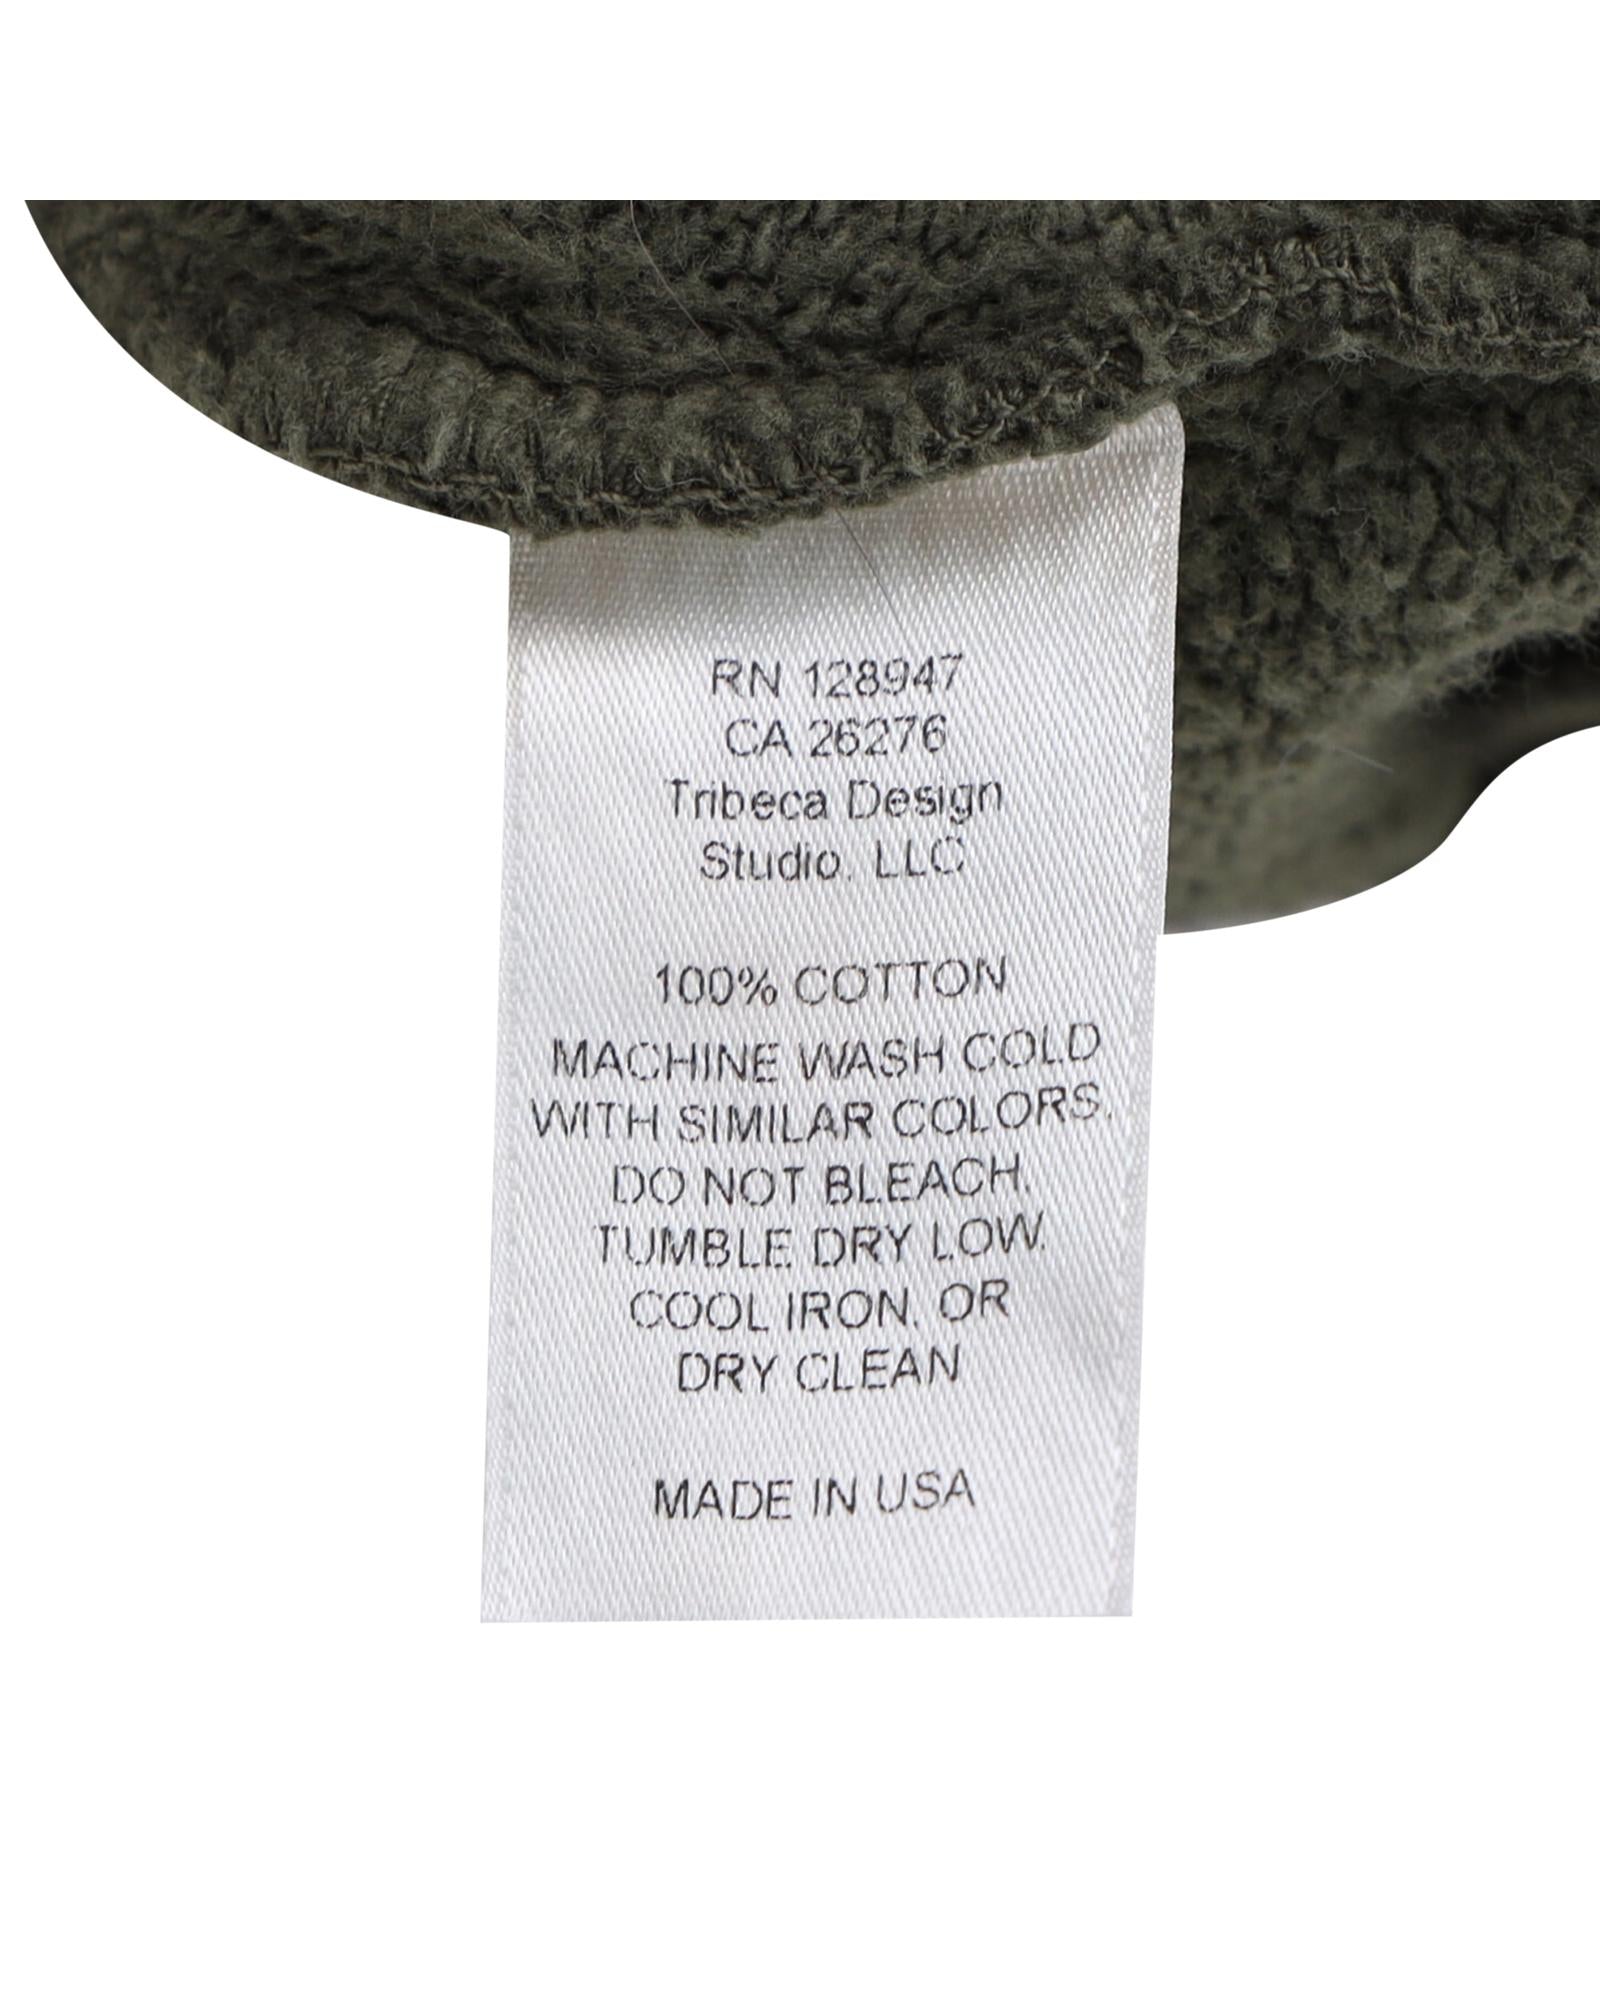 RN 128947
CA 26276
Tribeca Design
Studio, LLC
100% COTTON
MACHINE WASH COLD
WITH SIMILAR COLORS.
DO NOT BLEACH.
TUMBLE DRY LOW.
COOL IRON. OR
DRY CLEAN
MADE IN USA